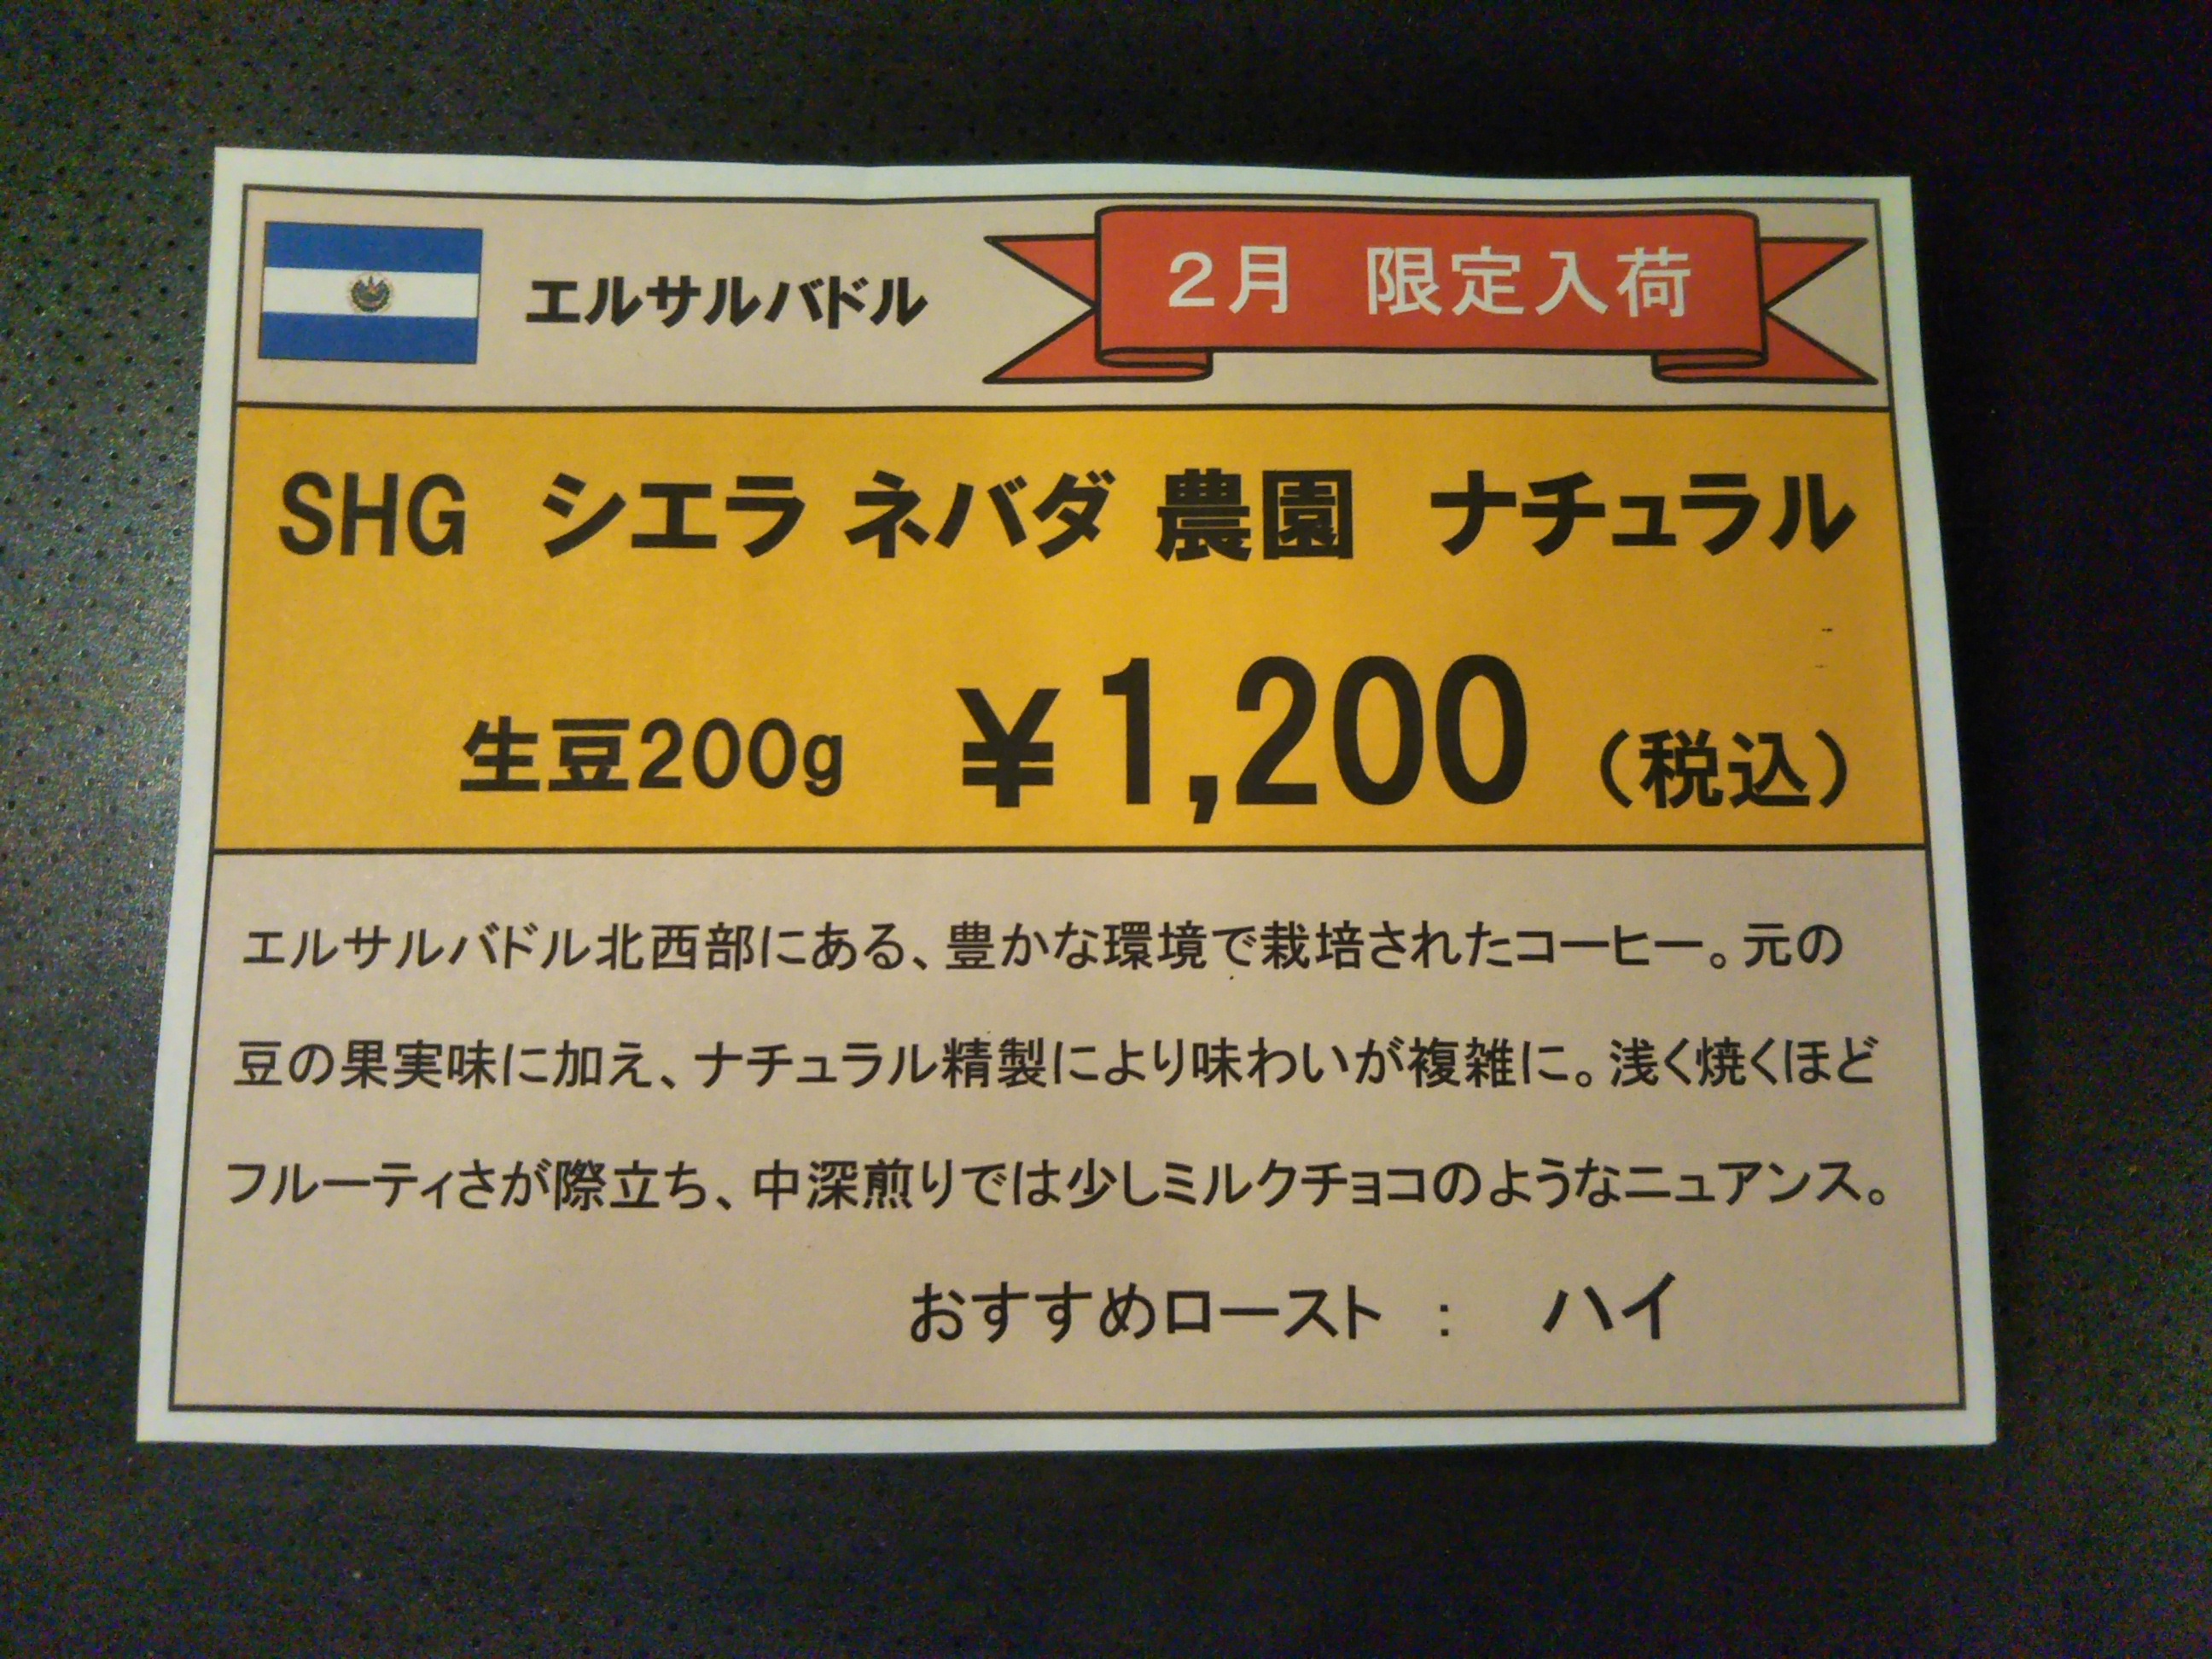 エルサルバドル
２月　限定入荷
SHG　シエラ ネバダ 農園　ナチュラル
生豆200g　￥1,200（税込）
エルサルバドル北西部にある、豊かな環境で栽培されたコーヒー。元の
豆の果実味に加え、ナチュラル精製により味わいが複雑に。浅く焼くほど
フルーティさが際立ち、中深煎りでは少しミルクチョコのようなニュアンス。
おすすめロースト　：　ハイ